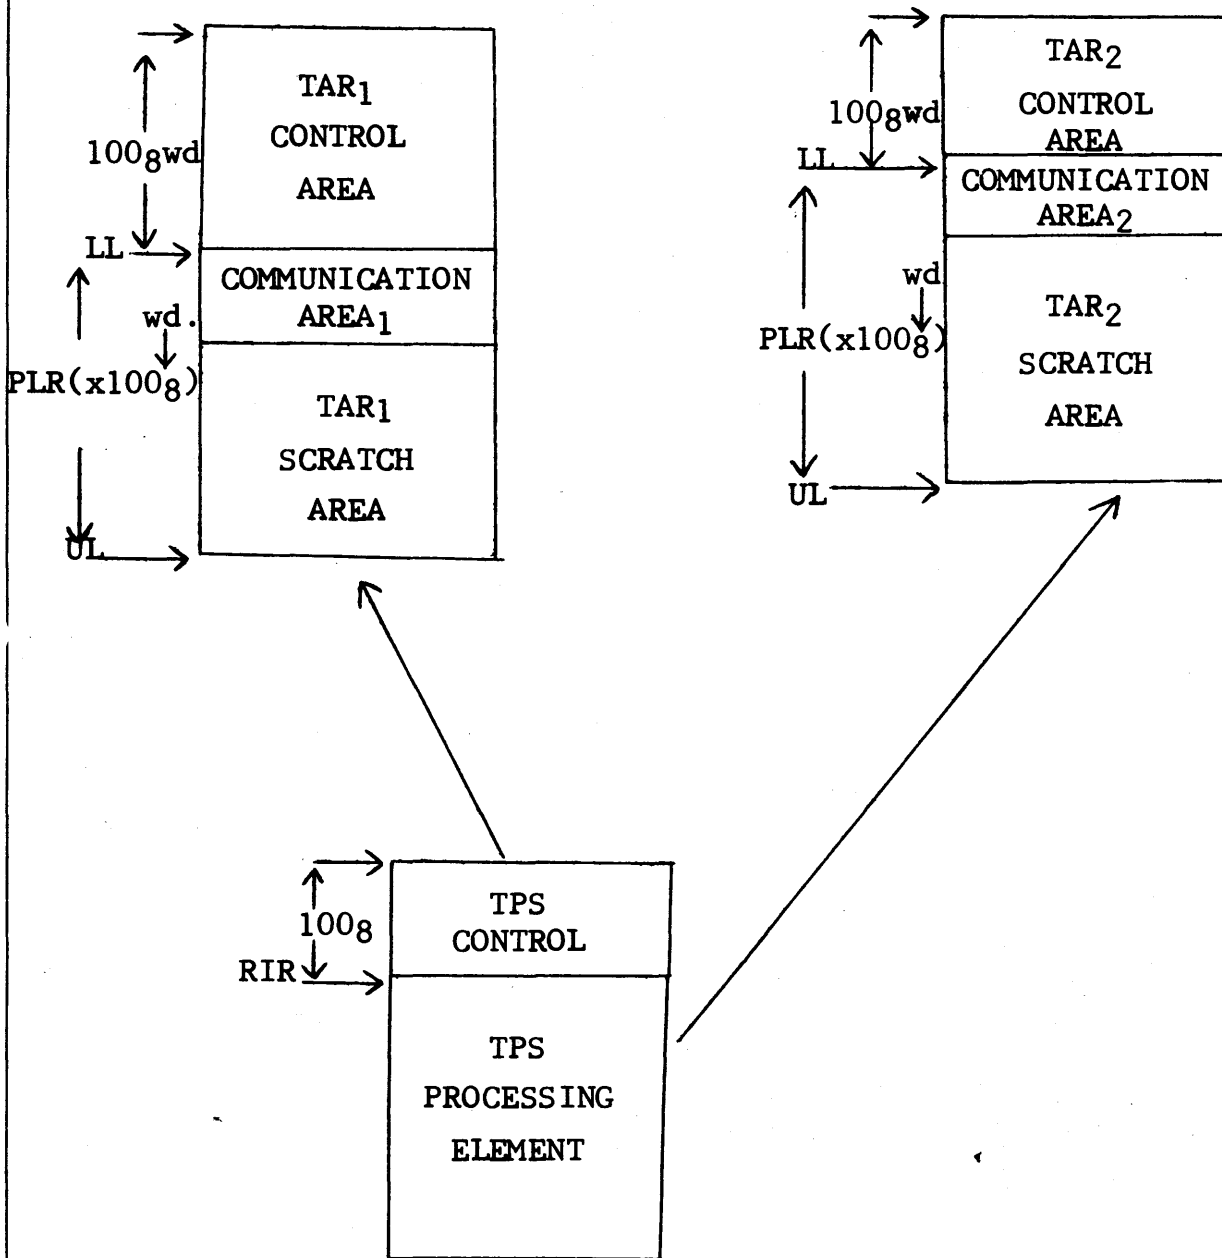 TAR₁
CONTROL
AREA
100₈wd
LL
COMMUNICATION
AREA₁
wd.
PLR(x100₈)
TAR₁
SCRATCH
AREA
UL
TAR₂
CONTROL
AREA
100₈wd
LL
COMMUNICATION
AREA₂
wd
PLR(x100₈)
TAR₂
SCRATCH
AREA
UL
TPS
CONTROL
100₈
RIR
TPS
PROCESSING
ELEMENT